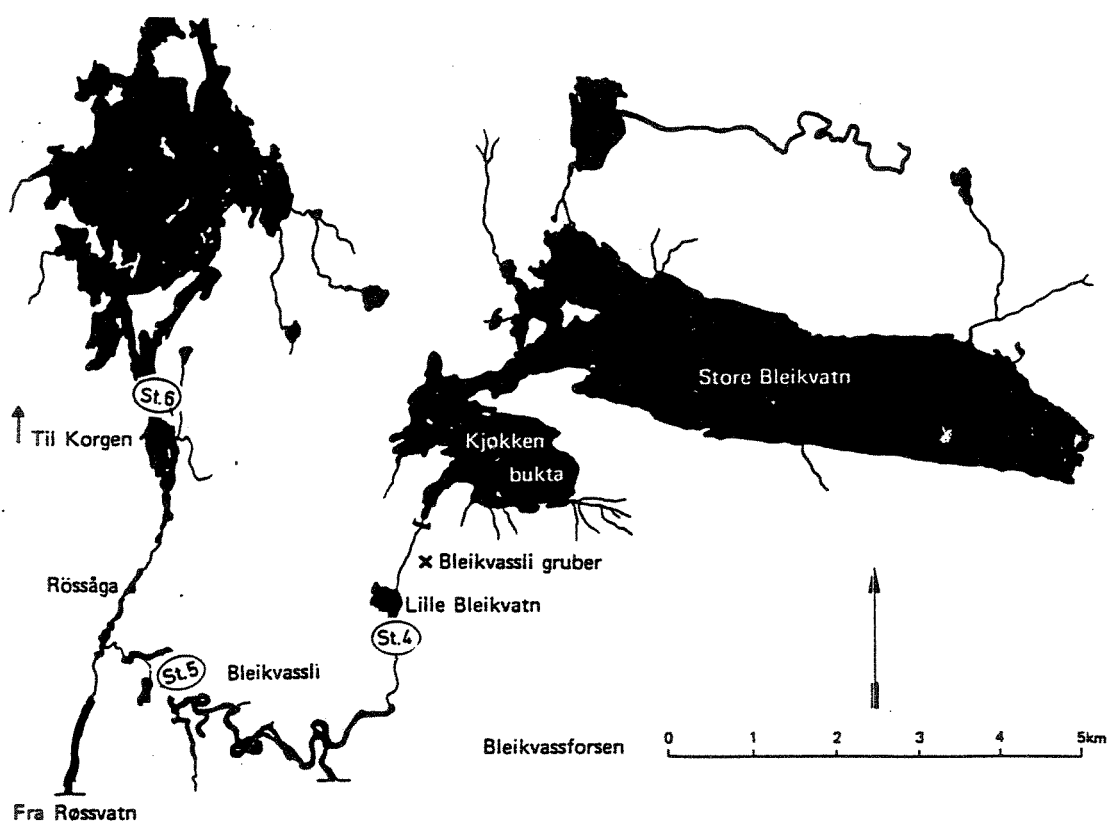 St.6
Til Korgen
Store Bleikvatn
Kjøkken
bukta
x Bleikvassli gruber
Rössåga
Lille Bleikvatn
St.4
St.5
Bleikvassli
Bleikvassforsen
0 1 2 3 4 5km
Fra Røssvatn